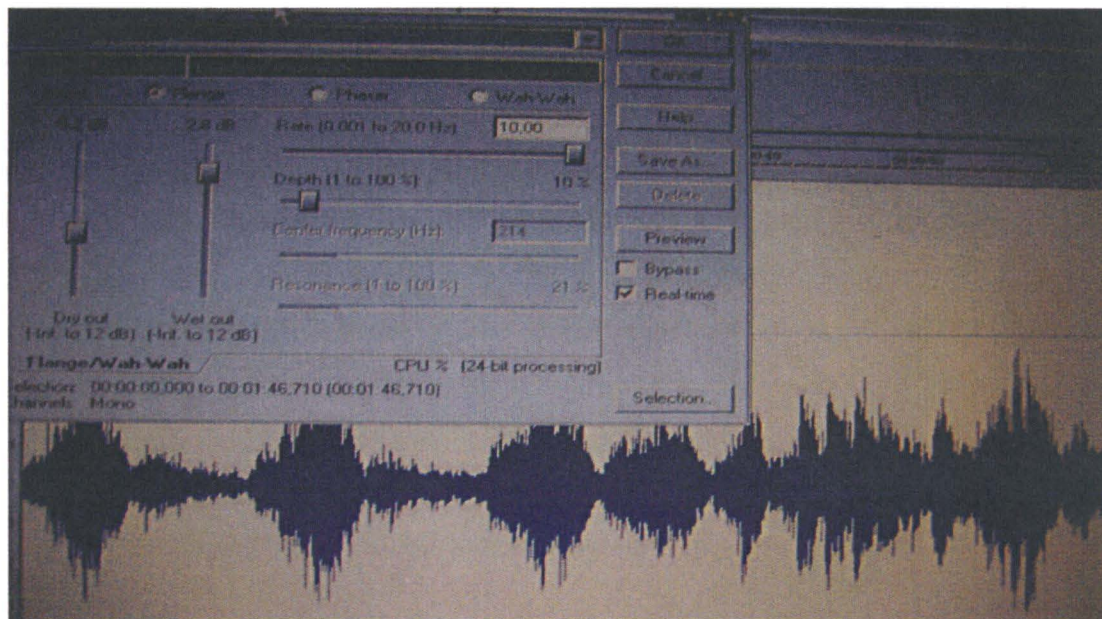 OK
Cancel
Flange Phaser Wah-Wah
2.8 dB Rate (0.001 to 20.0 Hz) 10,00
Help
Save As...
Depth (1 to 100 %) 10 %
Delete
Center frequency (Hz): 214
Preview
Bypass
Resonance (1 to 100 %) 21 %
Real-time
Dry out Wet out
(-Inf. to 12 dB) (-Inf. to 12 dB)
Flange/Wah-Wah CPU % (24-bit processing)
Selection: 00:00:00,000 to 00:01:46,710 (00:01:46,710)
Channels: Mono
Selection...